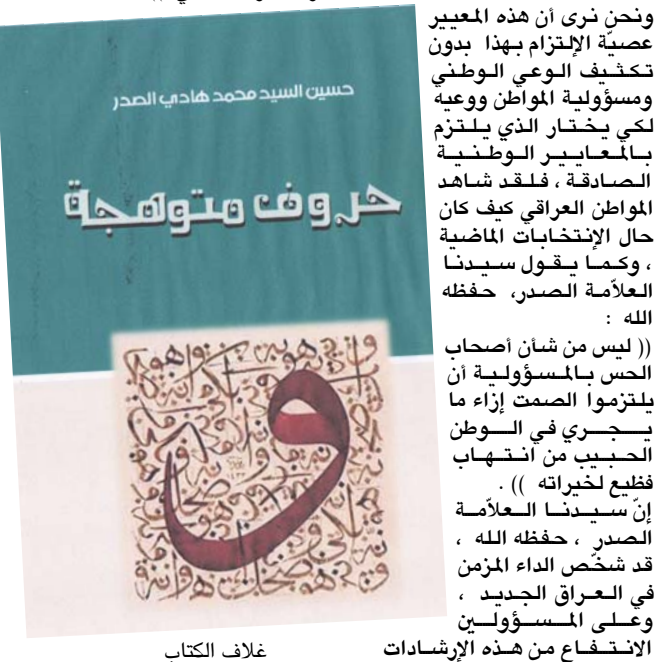 ونحن نرى أن هذه المعيير
عصيّة الإلتزام بهذا بدون
تكثيف الوعي الوطني
ومسؤولية المواطن ووعيه
لكي يختار الذي يلتزم
بالمعايير الوطنية
الصادقة ، فلقد شاهد
المواطن العراقي كيف كان
حال الإنتخابات الماضية
، وكما يقول سيدنا
العلاّمة الصدر، حفظه
الله :
(( ليس من شأن أصحاب
الحس بالمسؤولية أن
يلتزموا الصمت إزاء ما
يجري في الوطن
الحبيب من انتهاب
فظيع لخيراته )) .
إنّ سيدنا العلاّمة
الصدر ، حفظه الله ،
قد شخّص الداء المزمن
في العراق الجديد ،
وعلى المسؤولين
الانتفاع من هذه الإرشادات
حسين السيد محمد هادي الصدر
حروف متوهجة
و
غلاف الكتاب